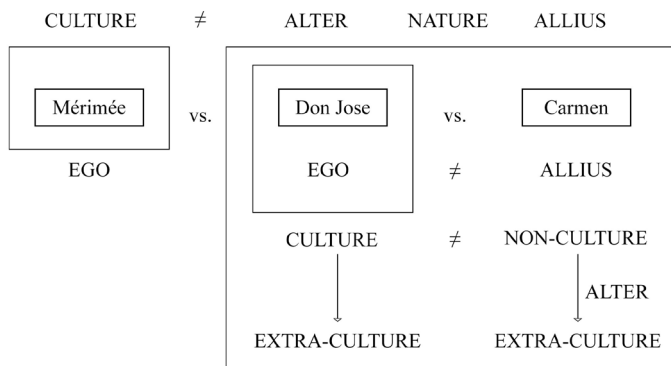 CULTURE ≠ ALTER NATURE ALLIUS
Mérimée vs. Don Jose vs. Carmen
EGO EGO ≠ ALLIUS
CULTURE ≠ NON-CULTURE
ALTER
EXTRA-CULTURE EXTRA-CULTURE